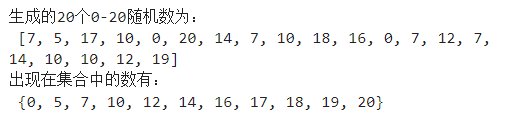 生成的20个0-20随机数为:
[7, 5, 17, 10, 0, 20, 14, 7, 10, 18, 16, 0, 7, 12, 7,
14, 10, 10, 12, 19]
出现在集合中的数有:
{0, 5, 7, 10, 12, 14, 16, 17, 18, 19, 20}